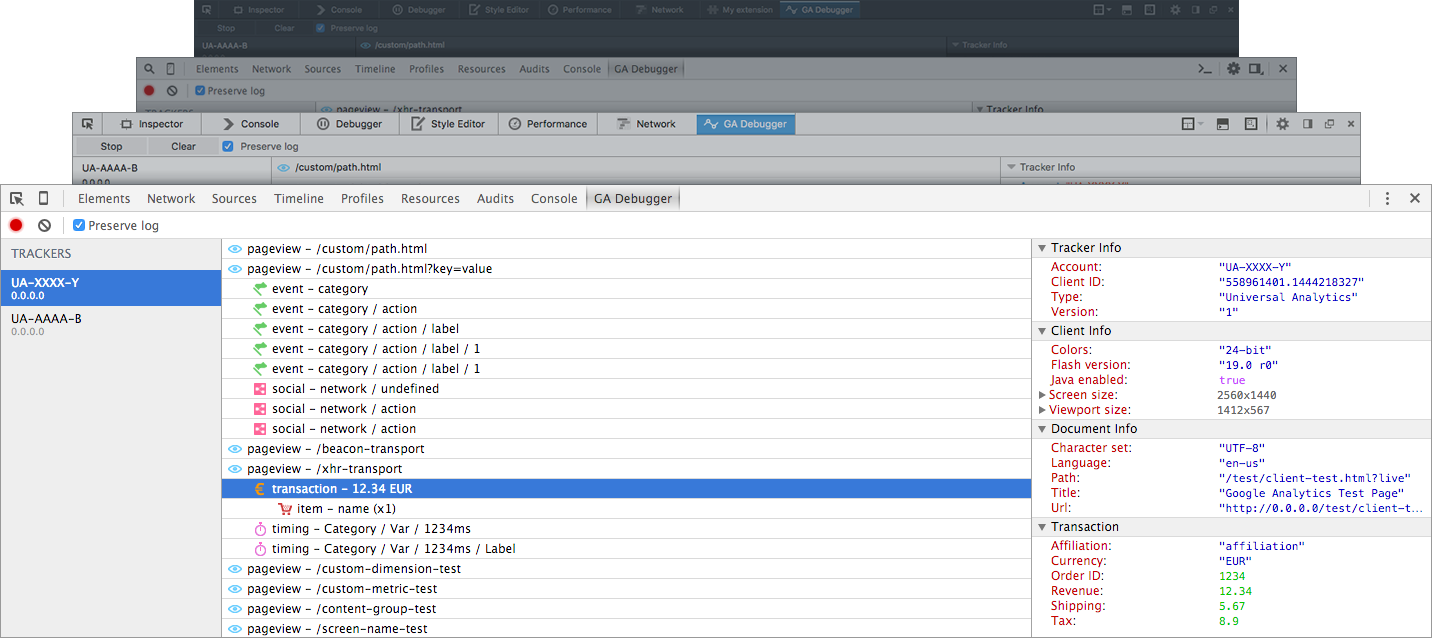 Inspector Console Debugger Style Editor Performance Network My extension GA Debugger
Stop Clear Preserve log
UA-AAAA-B /custom/path.html Tracker Info
Elements Network Sources Timeline Profiles Resources Audits Console GA Debugger
Preserve log
TRACKERS pageview – /xhr-transport Tracker Info
Inspector Console Debugger Style Editor Performance Network GA Debugger
Stop Clear Preserve log
UA-AAAA-B /custom/path.html Tracker Info
0.0.0.0
Elements Network Sources Timeline Profiles Resources Audits Console GA Debugger
Preserve log
TRACKERS
UA-XXXX-Y
0.0.0.0
UA-AAAA-B
0.0.0.0
pageview – /custom/path.html
pageview – /custom/path.html?key=value
event – category
event – category / action
event – category / action / label
event – category / action / label / 1
event – category / action / label / 1
social – network / undefined
social – network / action
social – network / action
pageview – /beacon-transport
pageview – /xhr-transport
transaction – 12.34 EUR
item – name (x1)
timing – Category / Var / 1234ms
timing – Category / Var / 1234ms / Label
pageview – /custom-dimension-test
pageview – /custom-metric-test
pageview – /content-group-test
pageview – /screen-name-test
Tracker Info
Account: "UA-XXXX-Y"
Client ID: "558961401.1444218327"
Type: "Universal Analytics"
Version: "1"
Client Info
Colors: "24-bit"
Flash version: "19.0 r0"
Java enabled: true
Screen size: 2560x1440
Viewport size: 1412x567
Document Info
Character set: "UTF-8"
Language: "en-us"
Path: "/test/client-test.html?live"
Title: "Google Analytics Test Page"
Url: "http://0.0.0.0/test/client-t...
Transaction
Affiliation: "affiliation"
Currency: "EUR"
Order ID: 1234
Revenue: 12.34
Shipping: 5.67
Tax: 8.9